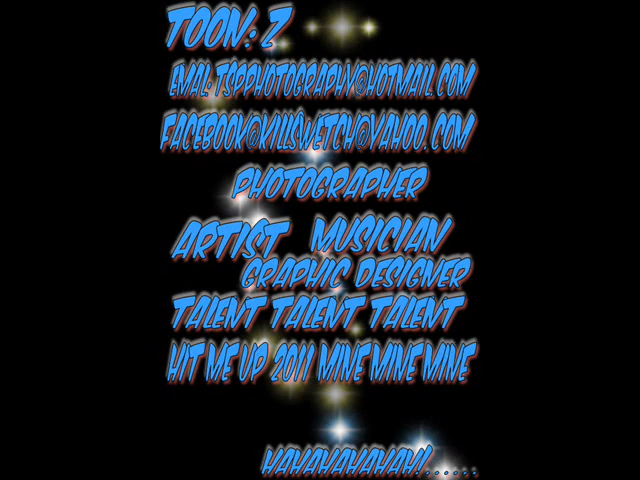 TOON: Z
EMAL: TSPPHOTOGRAPHY@HOTMAIL.COM
FACEBOOK@KILLSWETCH@YAHOO.COM
PHOTOGRAPHER
ARTIST MUSICIAN
GRAPHIC DESIGNER
TALENT TALENT TALENT
HIT ME UP 2011 MINE MINE MINE
HAHAHAHAHAH!......